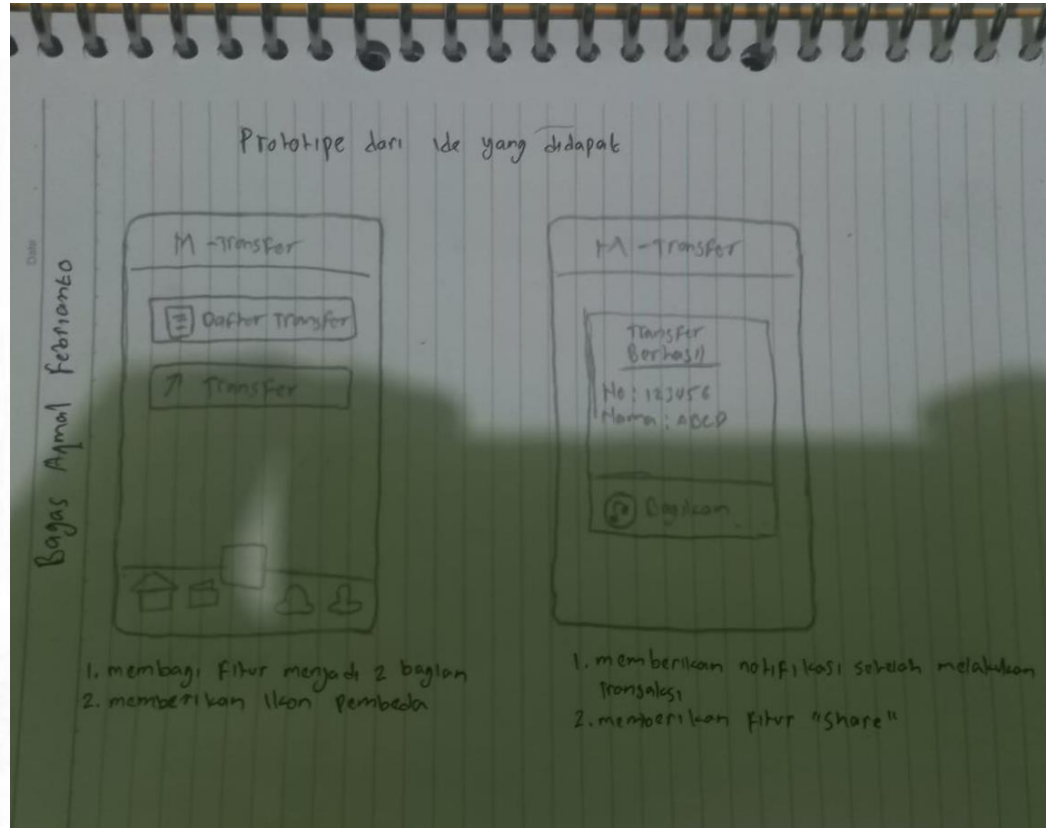 Prototipe dari ide yang didapat
Date
Bagas Aqmal Febrianto
M-Transfer
Daftar Transfer
Transfer
1. membagi Fitur menjadi 2 bagian
2. memberikan Ikon pembeda
M-Transfer
Transfer
Berhasil
No : 123456
Nama : ABCD
Bagikan
1. memberikan notifikasi setelah melakukan
transaksi
2. memberikan Fitur "Share"